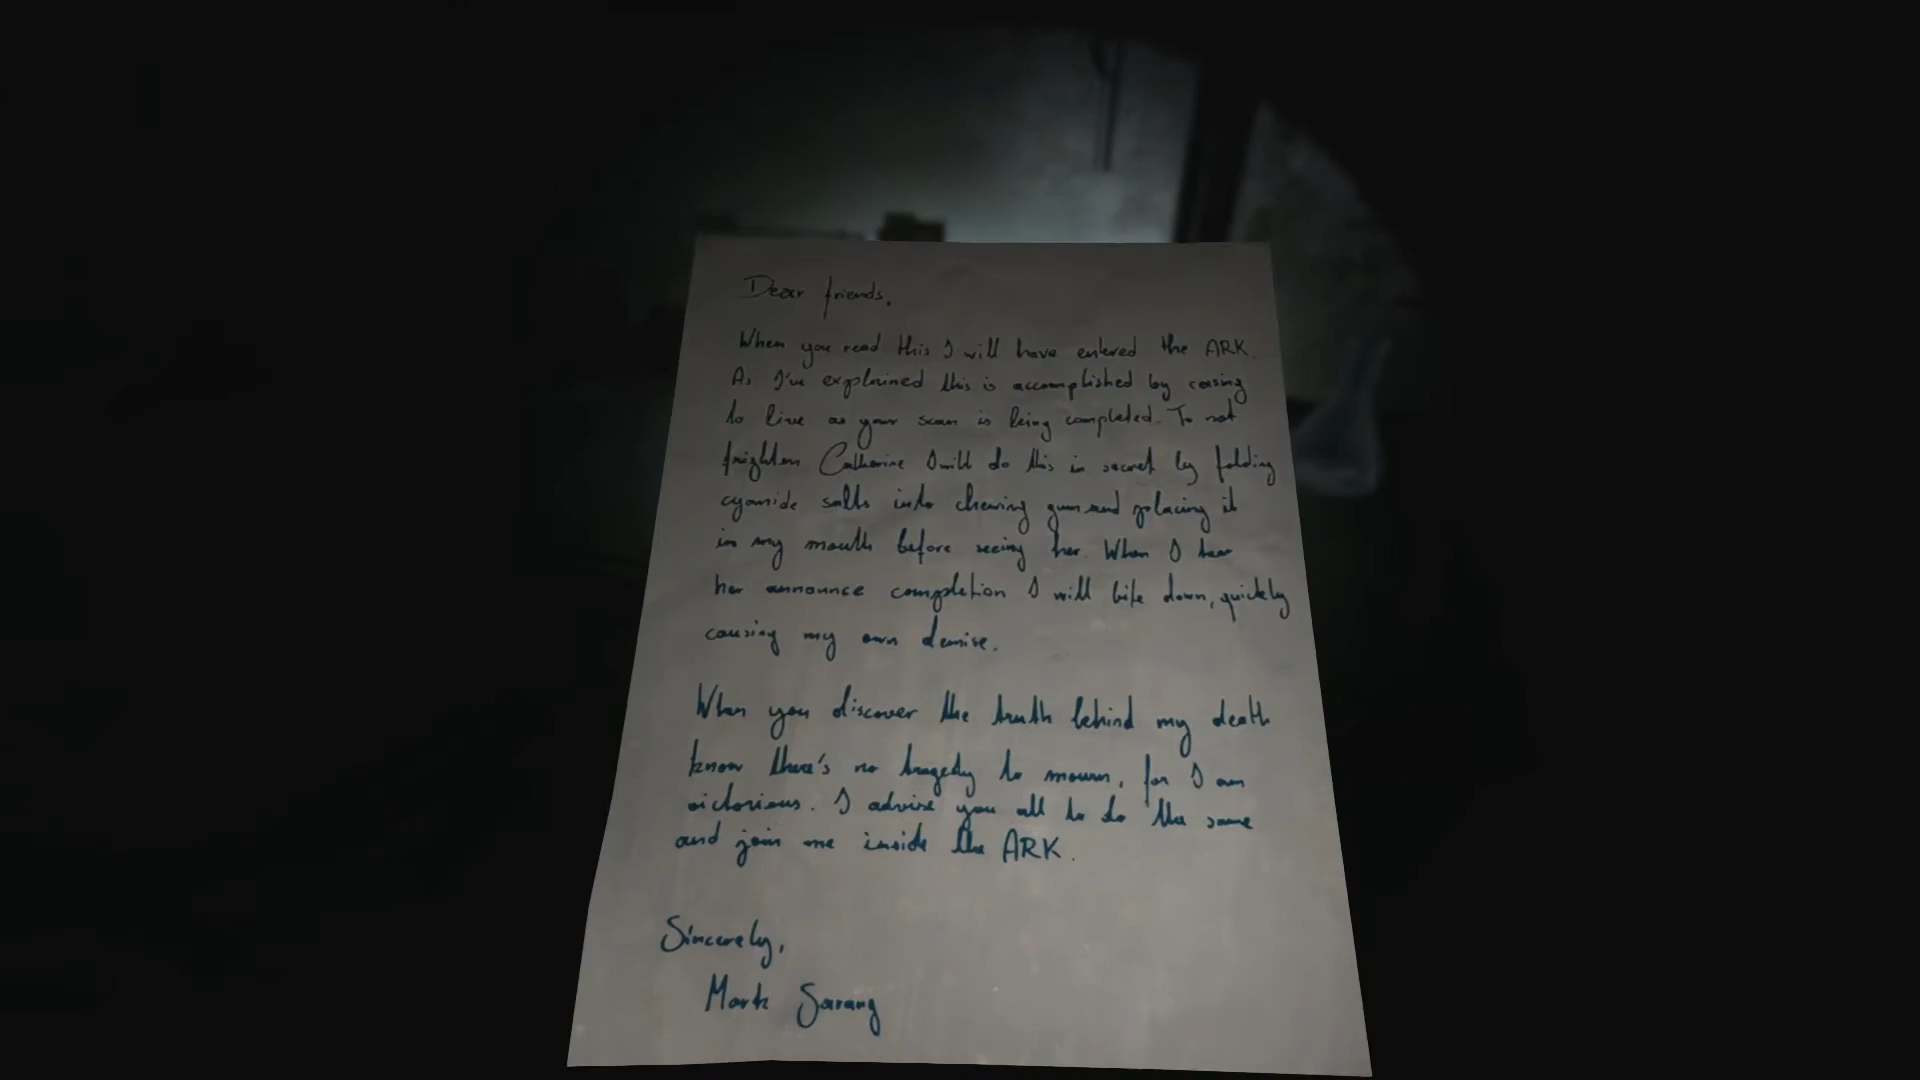 Dear friends,
When you read this I will have entered the ARK.
As I've explained this is accomplished by ceasing
to live as your scan is being completed. To not
frighten Catherine I will do this in secret by folding
cyanide salts into chewing gum and placing it
in my mouth before seeing her. When I hear
her announce completion I will bite down, quickly
causing my own demise.
When you discover the truth behind my death
know there's no tragedy to mourn, for I am
victorious. I advise you all to do the same
and join me inside the ARK.
Sincerely,
Mark Sarang